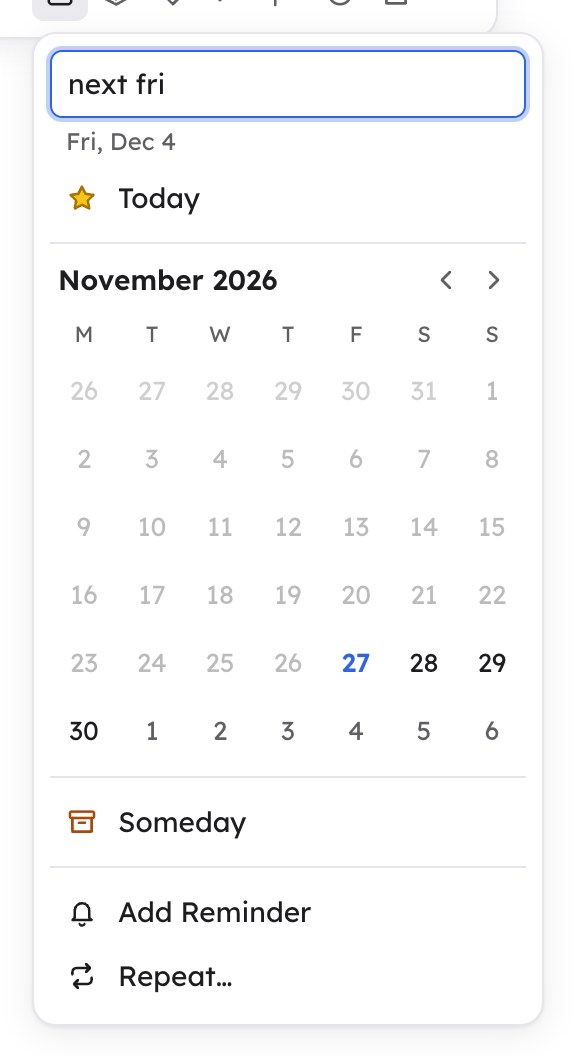 next fri
Fri, Dec 4
Today
November 2026
M T W T F S S
26 27 28 29 30 31 1
2 3 4 5 6 7 8
9 10 11 12 13 14 15
16 17 18 19 20 21 22
23 24 25 26 27 28 29
30 1 2 3 4 5 6
Someday
Add Reminder
Repeat...